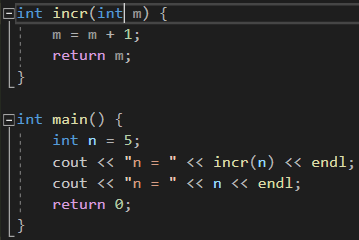 int incr(int m) {
    m = m + 1;
    return m;
}
int main() {
    int n = 5;
    cout << "n = " << incr(n) << endl;
    cout << "n = " << n << endl;
    return 0;
}